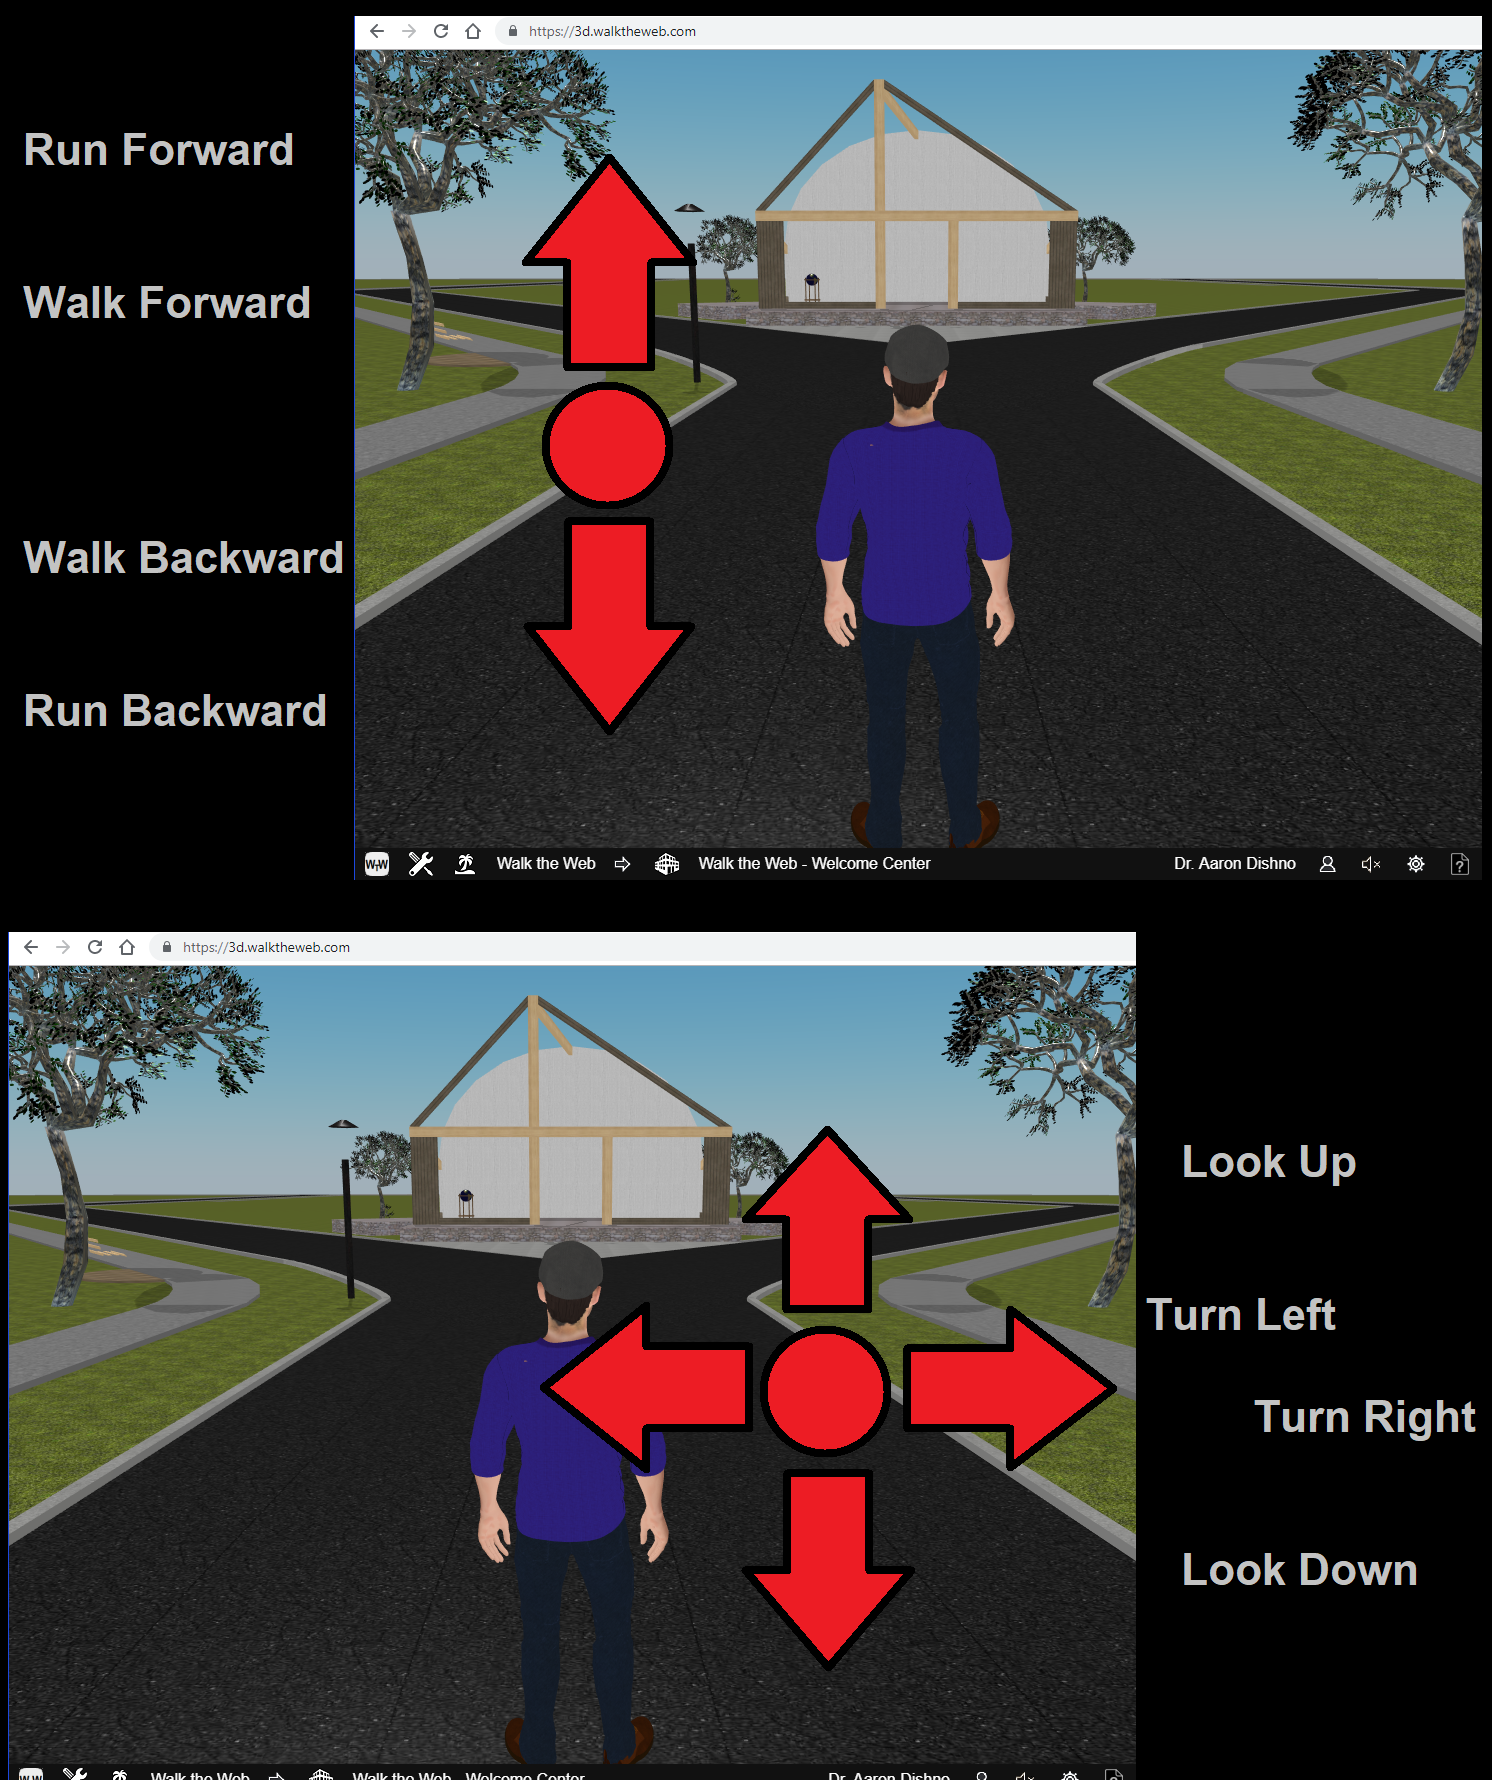 https://3d.walktheweb.com
Run Forward
Walk Forward
Walk Backward
Run Backward
WTW Walk the Web Walk the Web - Welcome Center Dr. Aaron Dishno ?
https://3d.walktheweb.com
Look Up
Turn Left
Turn Right
Look Down
WTW Walk the Web Walk the Web - Welcome Center Dr. Aaron Dishno ?